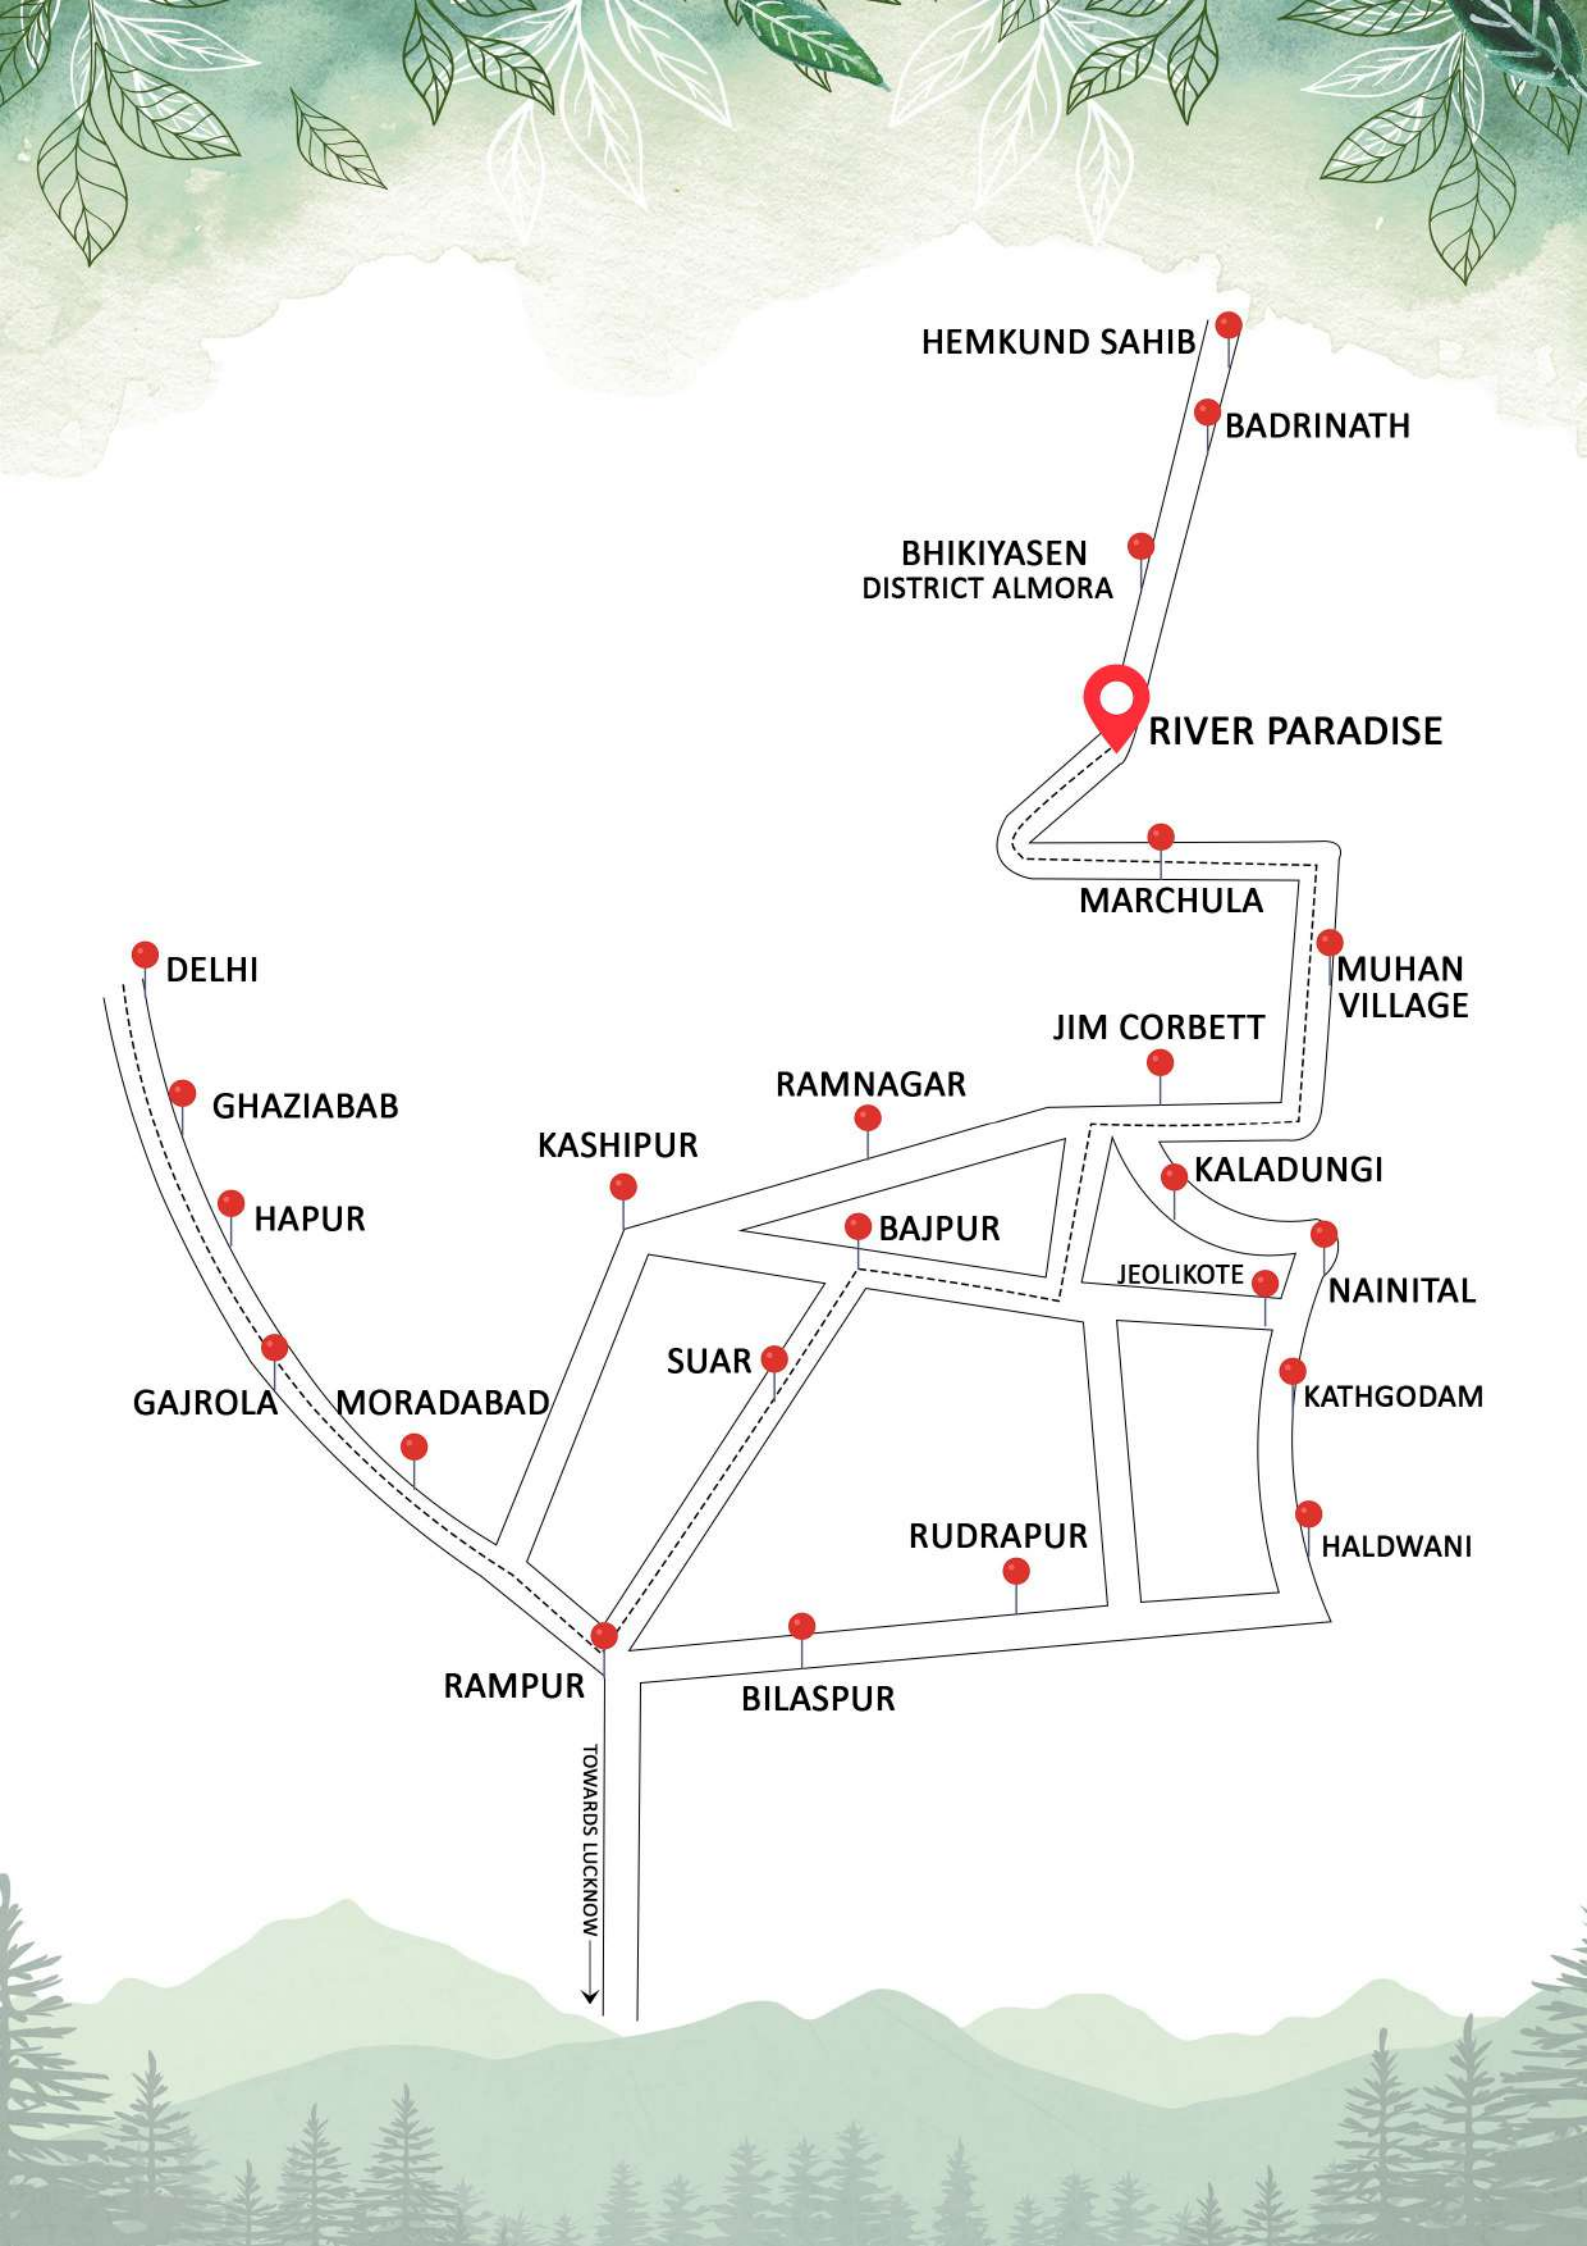 HEMKUND SAHIB
BADRINATH
BHIKIYASEN
DISTRICT ALMORA
RIVER PARADISE
MARCHULA
DELHI
MUHAN
VILLAGE
JIM CORBETT
RAMNAGAR
GHAZIABAB
KASHIPUR
KALADUNGI
HAPUR
BAJPUR
JEOLIKOTE
NAINITAL
SUAR
KATHGODAM
GAJROLA
MORADABAD
RUDRAPUR
HALDWANI
RAMPUR
BILASPUR
TOWARDS LUCKNOW